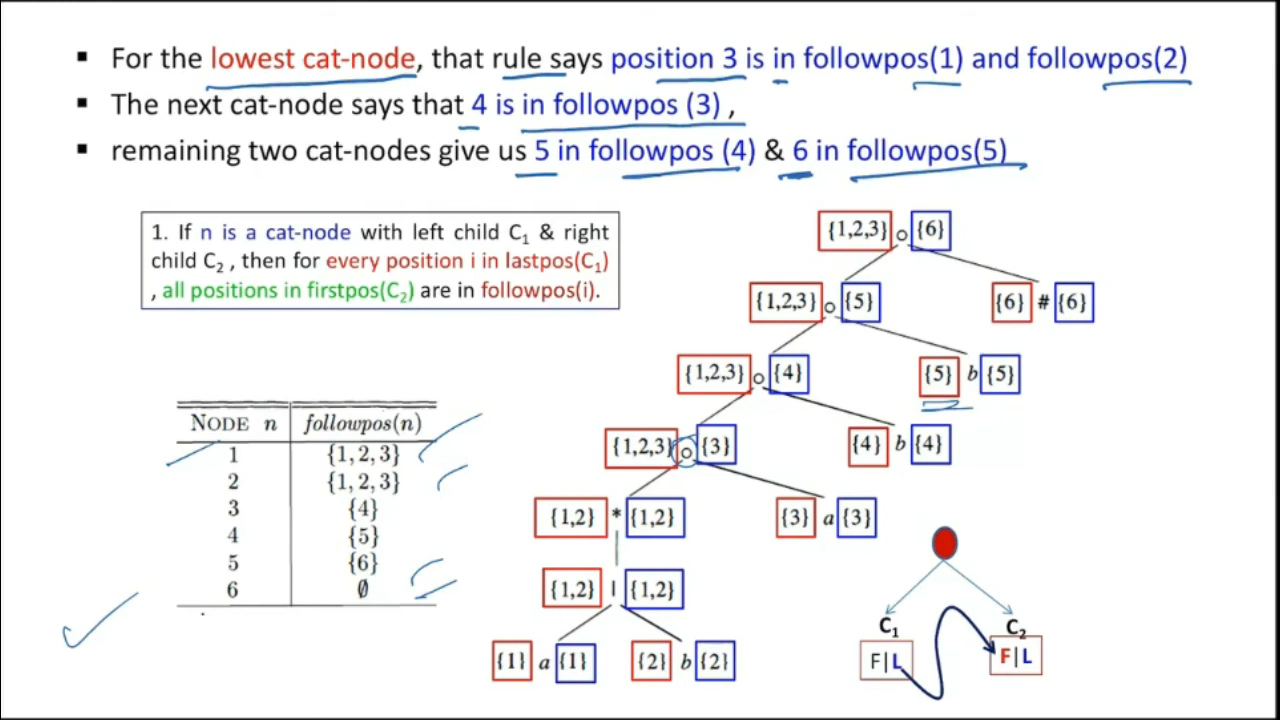 ▪ For the lowest cat-node, that rule says position 3 is in followpos(1) and followpos(2)
▪ The next cat-node says that 4 is in followpos (3) ,
▪ remaining two cat-nodes give us 5 in followpos (4) & 6 in followpos(5)
1. If n is a cat-node with left child C₁ & right
child C₂ , then for every position i in lastpos(C₁)
, all positions in firstpos(C₂) are in followpos(i).
{1,2,3} ○ {6}
{1,2,3} ○ {5}
{6} # {6}
{1,2,3} ○ {4}
{5} b {5}
{1,2,3} ○ {3}
{4} b {4}
{1,2} * {1,2}
{3} a {3}
{1,2} | {1,2}
{1} a {1}
{2} b {2}
NODE n followpos(n)
1 {1, 2, 3}
2 {1, 2, 3}
3 {4}
4 {5}
5 {6}
6 ∅
C₁ C₂
F|L F|L